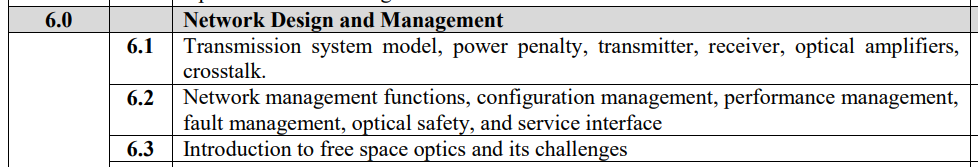 6.0 Network Design and Management
6.1 Transmission system model, power penalty, transmitter, receiver, optical amplifiers,
crosstalk.
6.2 Network management functions, configuration management, performance management,
fault management, optical safety, and service interface
6.3 Introduction to free space optics and its challenges